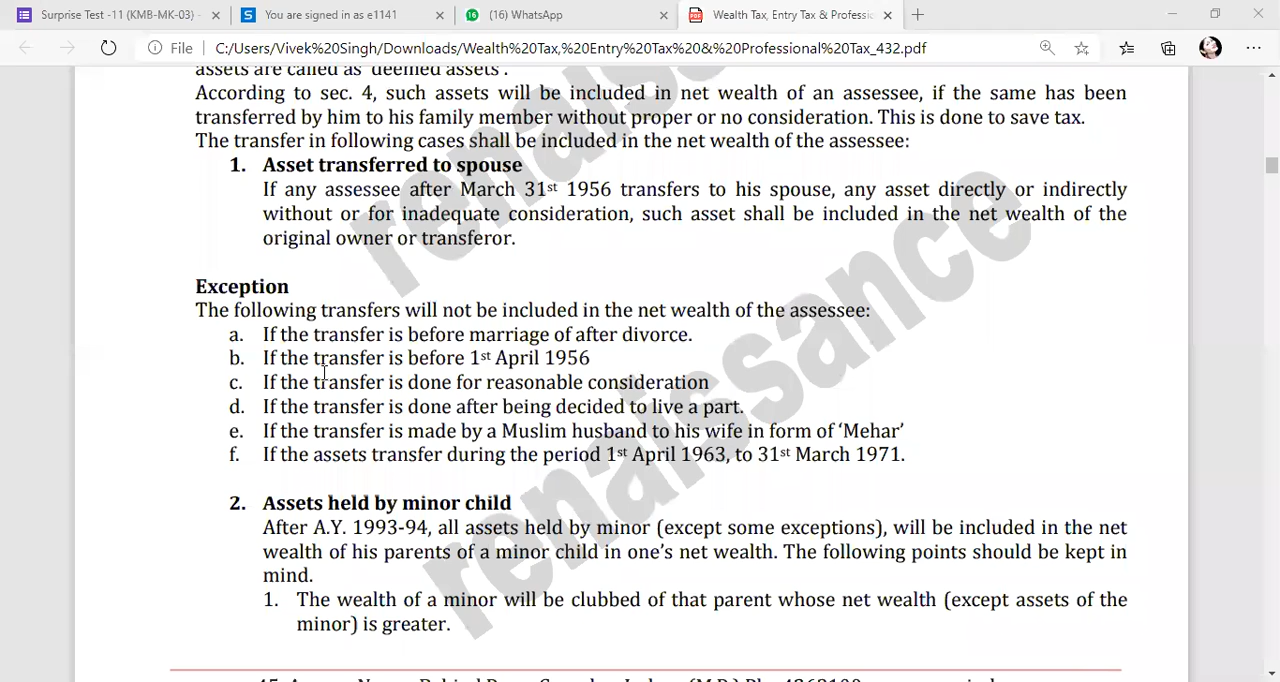 Surprise Test -11 (KMB-MK-03) -
You are signed in as e1141
(16) WhatsApp
Wealth Tax, Entry Tax & Professi
File
C:/Users/Vivek%20Singh/Downloads/Wealth%20Tax,%20Entry%20Tax%20&%20Professional%20Tax_432.pdf
assets are called as 'deemed assets'.
According to sec. 4, such assets will be included in net wealth of an assessee, if the same has been
transferred by him to his family member without proper or no consideration. This is done to save tax.
The transfer in following cases shall be included in the net wealth of the assessee:
1. Asset transferred to spouse
If any assessee after March 31st 1956 transfers to his spouse, any asset directly or indirectly
without or for inadequate consideration, such asset shall be included in the net wealth of the
original owner or transferor.
Exception
The following transfers will not be included in the net wealth of the assessee:
a. If the transfer is before marriage of after divorce.
b. If the transfer is before 1st April 1956
c. If the transfer is done for reasonable consideration
d. If the transfer is done after being decided to live a part.
e. If the transfer is made by a Muslim husband to his wife in form of 'Mehar'
f. If the assets transfer during the period 1st April 1963, to 31st March 1971.
2. Assets held by minor child
After A.Y. 1993-94, all assets held by minor (except some exceptions), will be included in the net
wealth of his parents of a minor child in one's net wealth. The following points should be kept in
mind.
1. The wealth of a minor will be clubbed of that parent whose net wealth (except assets of the
minor) is greater.
renaissance
renaissance